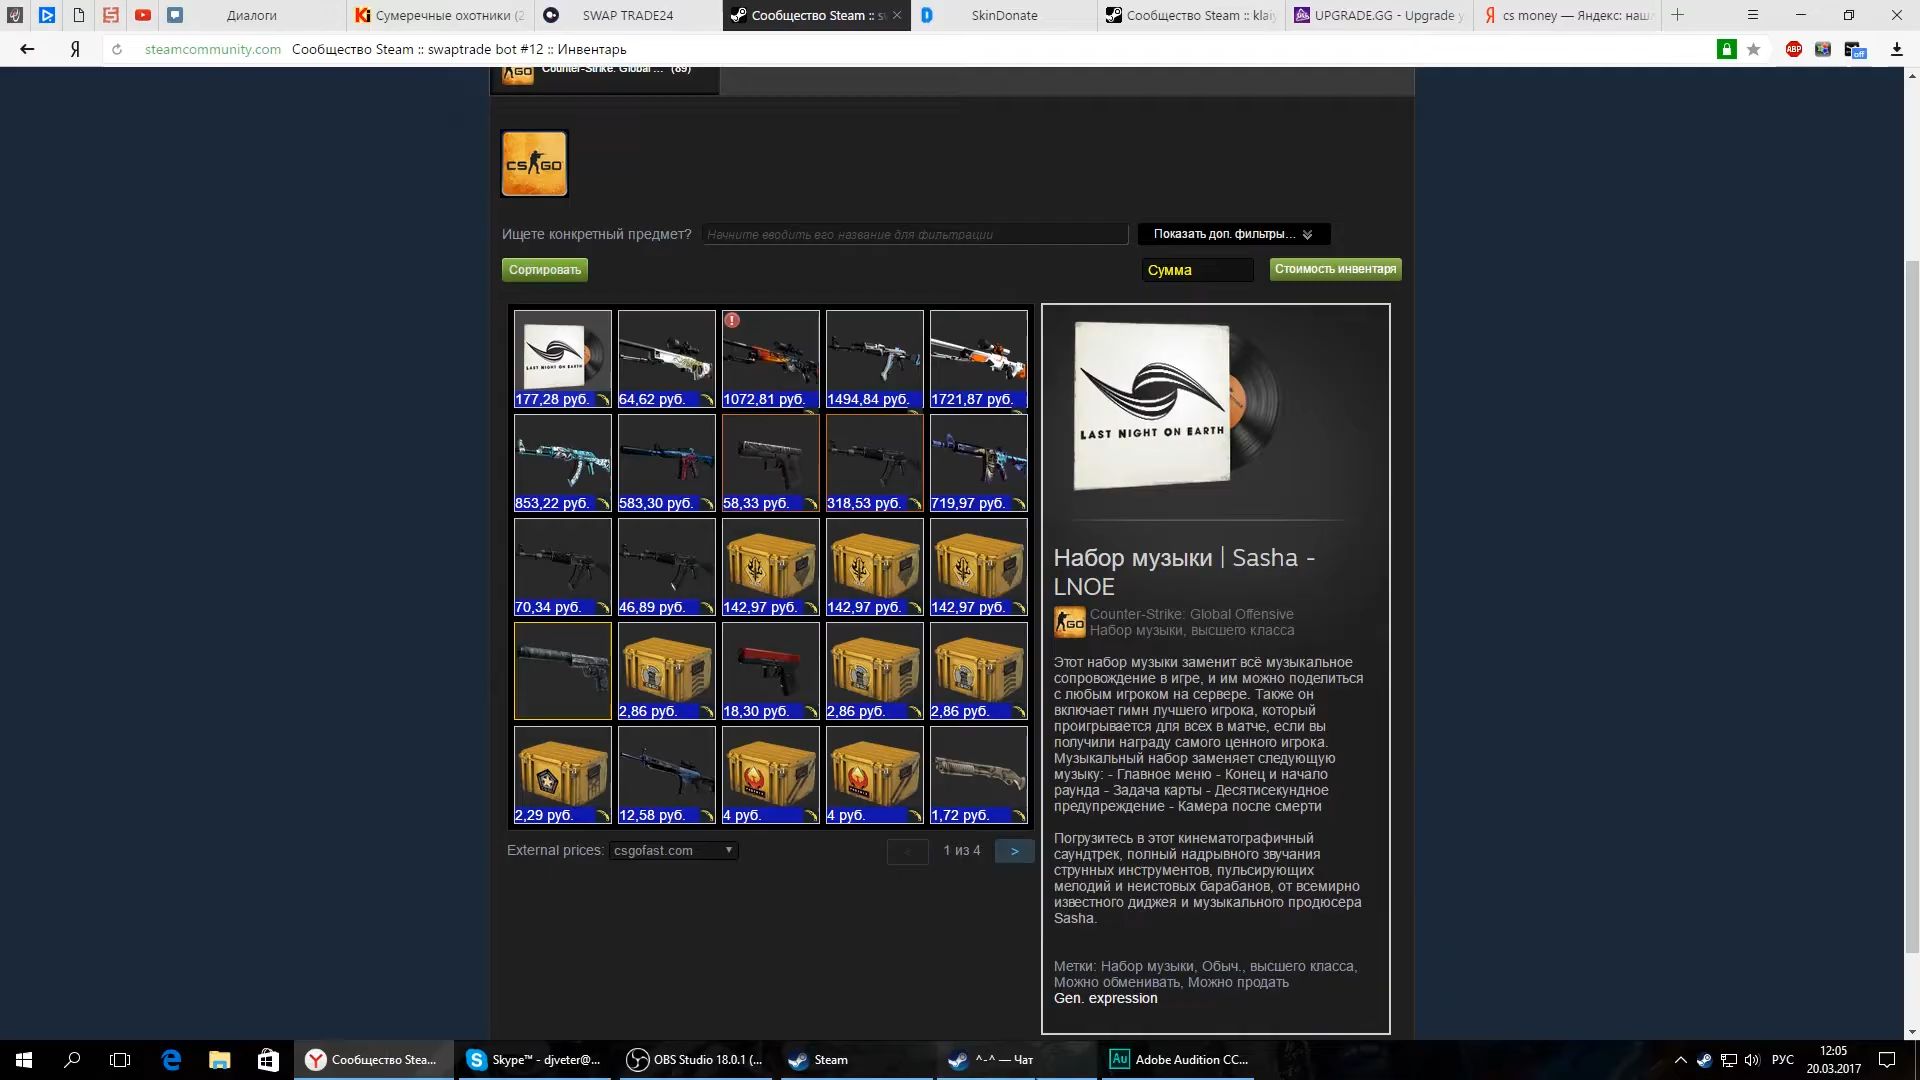 Диалоги
Сумеречные охотники (2
SWAP TRADE24
Сообщество Steam :: sw
SkinDonate
Сообщество Steam :: klaiy
UPGRADE.GG - Upgrade y
cs money — Яндекс: наш
steamcommunity.com Сообщество Steam :: swaptrade bot #12 :: Инвентарь
ABP
off
Counter-Strike: Global ... (89)
CS GO
Ищете конкретный предмет?
Начните вводить его название для фильтрации
Показать доп. фильтры...
Сортировать
Сумма
Стоимость инвентаря
LAST NIGHT ON EARTH
177,28 руб.
64,62 руб.
1072,81 руб.
1494,84 руб.
1721,87 руб.
853,22 руб.
583,30 руб.
58,33 руб.
318,53 руб.
719,97 руб.
70,34 руб.
46,89 руб.
142,97 руб.
142,97 руб.
142,97 руб.
2,86 руб.
18,30 руб.
2,86 руб.
2,86 руб.
2,29 руб.
12,58 руб.
4 руб.
4 руб.
1,72 руб.
External prices: csgofast.com
<
1 из 4
>
LAST NIGHT ON EARTH
Набор музыки | Sasha -
LNOE
GO
Counter-Strike: Global Offensive
Набор музыки, высшего класса
Этот набор музыки заменит всё музыкальное
сопровождение в игре, и им можно поделиться
с любым игроком на сервере. Также он
включает гимн лучшего игрока, который
проигрывается для всех в матче, если вы
получили награду самого ценного игрока.
Музыкальный набор заменяет следующую
музыку: - Главное меню - Конец и начало
раунда - Задача карты - Десятисекундное
предупреждение - Камера после смерти
Погрузитесь в этот кинематографичный
саундтрек, полный надрывного звучания
струнных инструментов, пульсирующих
мелодий и неистовых барабанов, от всемирно
известного диджея и музыкального продюсера
Sasha.
Метки: Набор музыки, Обыч., высшего класса,
Можно обменивать, Можно продать
Gen. expression
Сообщество Stea...
Skype™ - djveter@...
OBS Studio 18.0.1 (...
Steam
^-^ — Чат
Adobe Audition CC...
РУС
12:05
20.03.2017